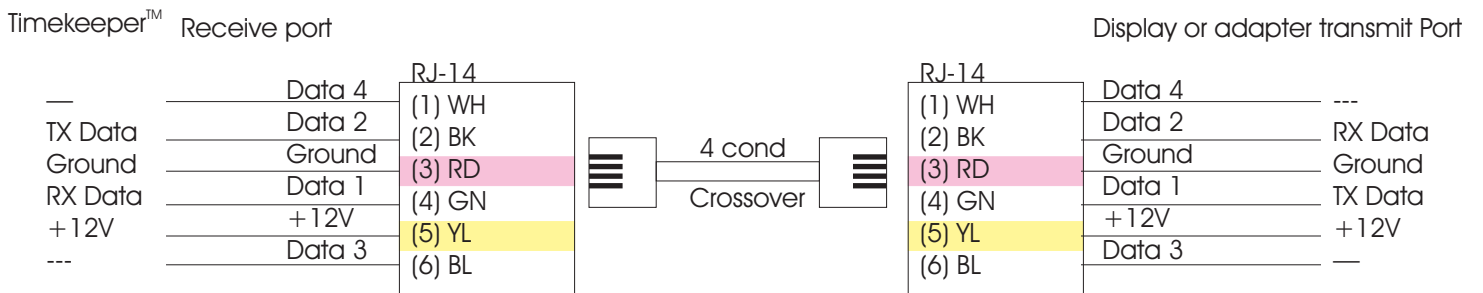 Timekeeper™ Receive port
Display or adapter transmit Port
RJ-14
RJ-14
— Data 4 (1) WH
TX Data Data 2 (2) BK
Ground Ground (3) RD
RX Data Data 1 (4) GN
+12V +12V (5) YL
--- Data 3 (6) BL
4 cond
Crossover
(1) WH Data 4 ---
(2) BK Data 2 RX Data
(3) RD Ground Ground
(4) GN Data 1 TX Data
(5) YL +12V +12V
(6) BL Data 3 —